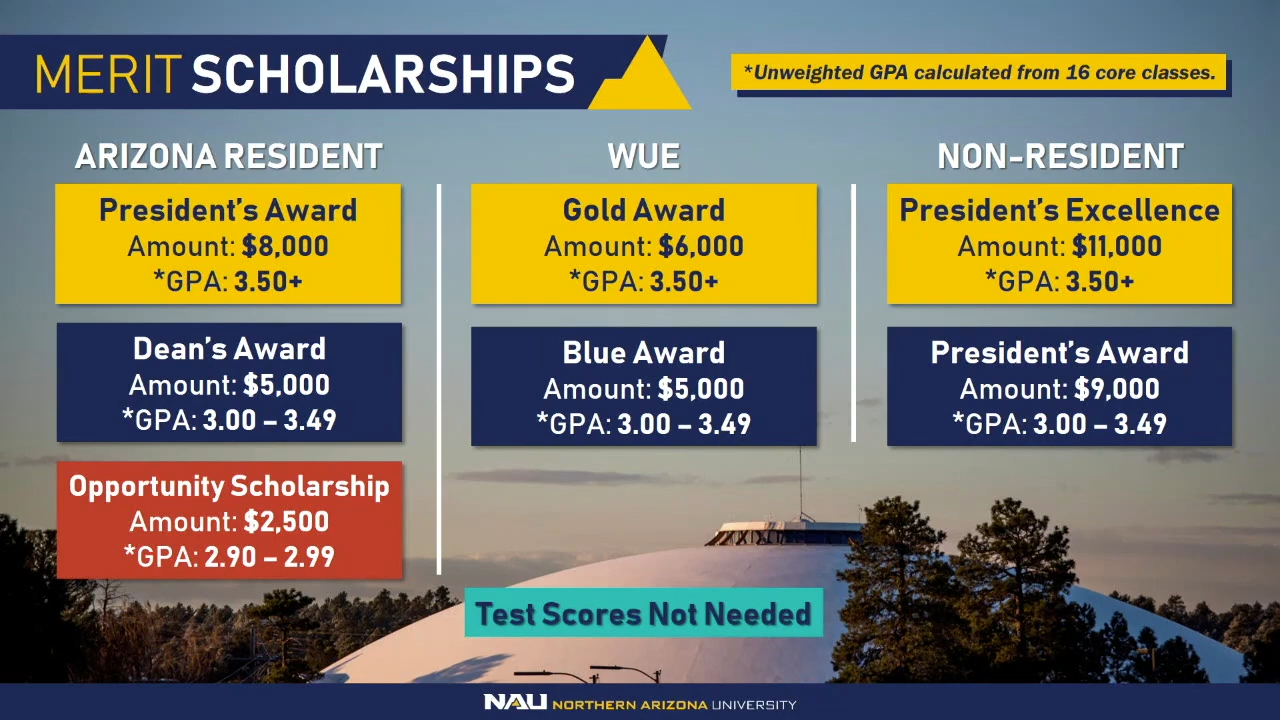 MERIT SCHOLARSHIPS
*Unweighted GPA calculated from 16 core classes.
ARIZONA RESIDENT
President's Award
Amount: $8,000
*GPA: 3.50+
Dean's Award
Amount: $5,000
*GPA: 3.00 – 3.49
Opportunity Scholarship
Amount: $2,500
*GPA: 2.90 – 2.99
WUE
Gold Award
Amount: $6,000
*GPA: 3.50+
Blue Award
Amount: $5,000
*GPA: 3.00 – 3.49
NON-RESIDENT
President's Excellence
Amount: $11,000
*GPA: 3.50+
President's Award
Amount: $9,000
*GPA: 3.00 – 3.49
Test Scores Not Needed
NAU NORTHERN ARIZONA UNIVERSITY